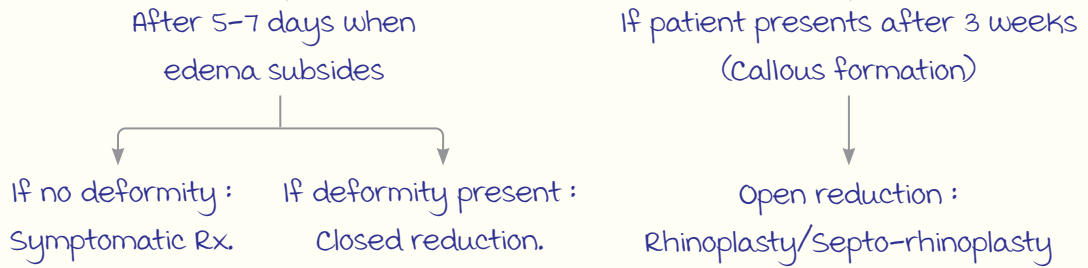 After 5-7 days when
edema subsides
If patient presents after 3 weeks
(Callous formation)
If no deformity :
Symptomatic Rx.
If deformity present :
Closed reduction.
Open reduction :
Rhinoplasty/Septo-rhinoplasty